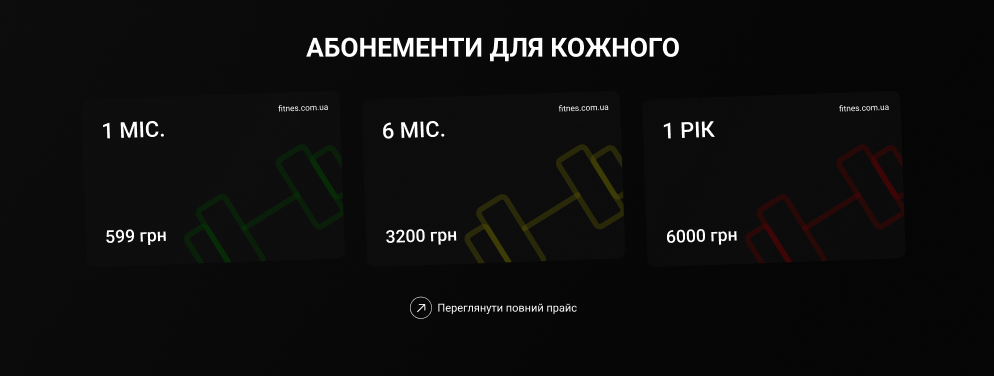 АБОНЕМЕНТИ ДЛЯ КОЖНОГО
fitnes.com.ua
1 МІС.
599 грн
fitnes.com.ua
6 МІС.
3200 грн
fitnes.com.ua
1 РІК
6000 грн
Переглянути повний прайс